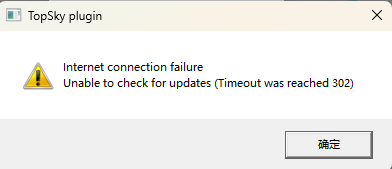 TopSky plugin
Internet connection failure
Unable to check for updates (Timeout was reached 302)
确定